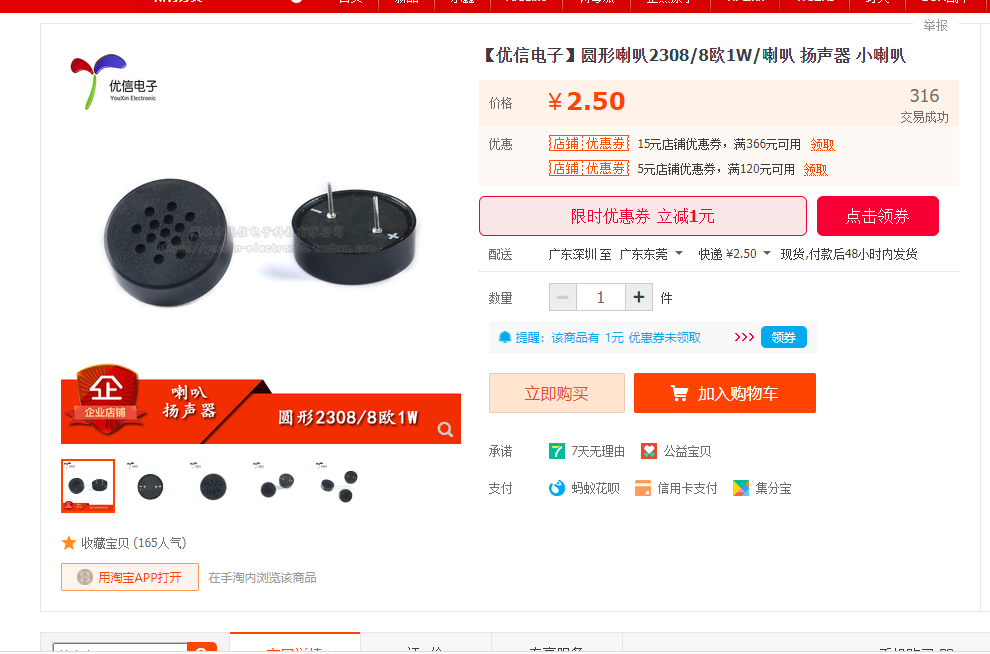 举报
优信电子
YouXin Electronic
【优信电子】圆形喇叭2308/8欧1W/喇叭 扬声器 小喇叭
价格
¥2.50
316
交易成功
优惠
店铺优惠券 15元店铺优惠券，满366元可用 领取
店铺优惠券 5元店铺优惠券，满120元可用 领取
限时优惠券 立减1元
点击领券
配送
广东深圳 至 广东东莞 快递 ¥2.50 现货,付款后48小时内发货
数量
1
件
提醒：该商品有 1元 优惠券未领取
>>>
领券
立即购买
加入购物车
企
企业店铺
喇叭
扬声器
圆形2308/8欧1W
承诺
7天无理由
公益宝贝
支付
蚂蚁花呗
信用卡支付
集分宝
收藏宝贝 (165人气)
用淘宝APP打开
在手淘内浏览该商品